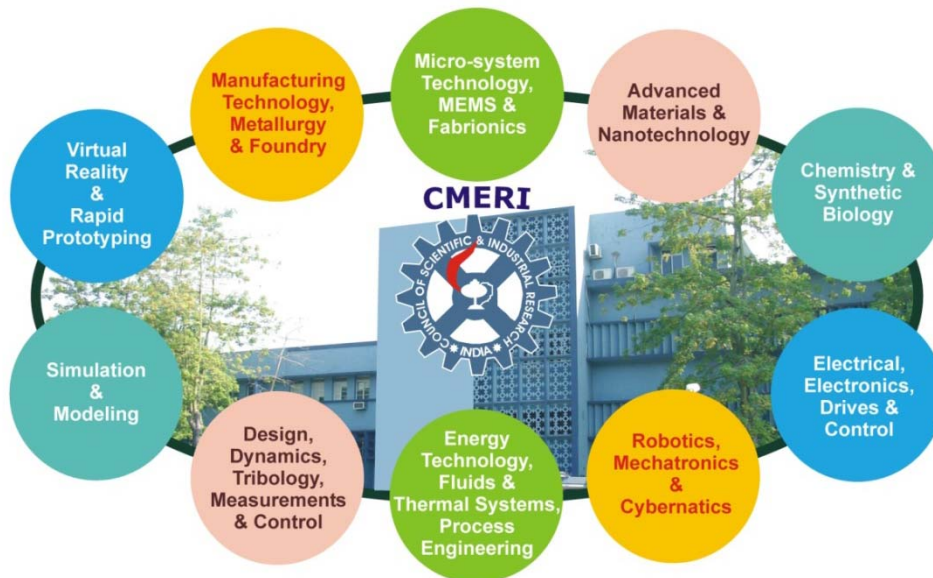 Micro-system
Technology,
MEMS &
Fabrionics
Manufacturing
Technology,
Metallurgy
& Foundry
Advanced
Materials &
Nanotechnology
Virtual
Reality
&
Rapid
Prototyping
Chemistry &
Synthetic
Biology
CMERI
COUNCIL OF SCIENTIFIC & INDUSTRIAL RESEARCH
INDIA
Simulation
&
Modeling
Electrical,
Electronics,
Drives &
Control
Design,
Dynamics,
Tribology,
Measurements
& Control
Energy
Technology,
Fluids &
Thermal Systems,
Process
Engineering
Robotics,
Mechatronics
&
Cybernatics